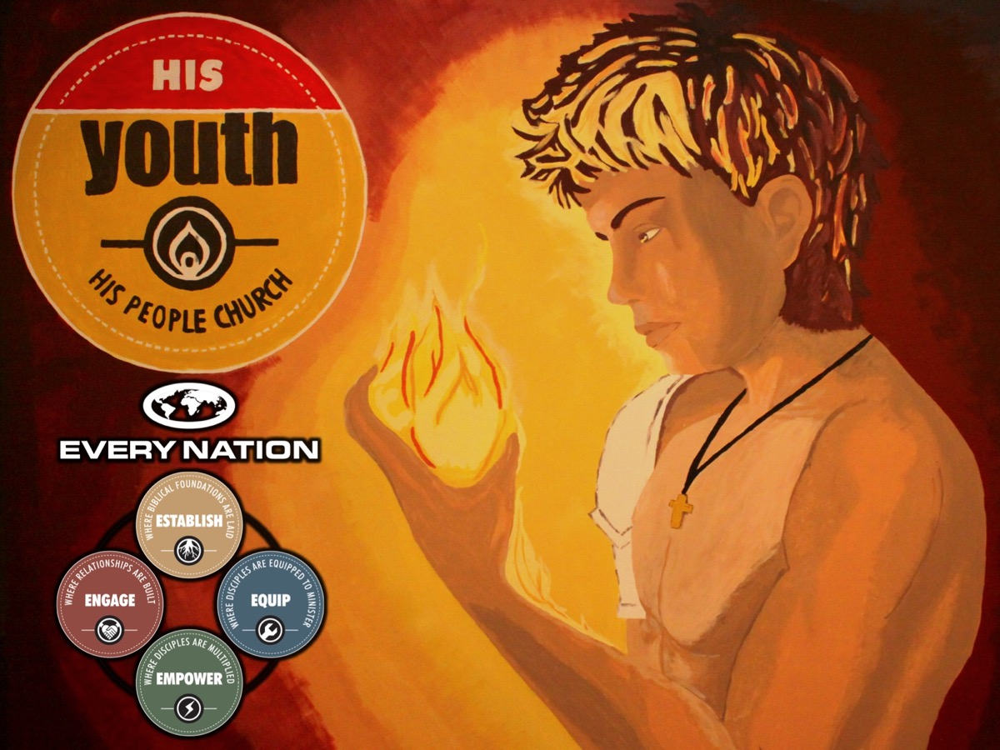 HIS
youth
HIS PEOPLE CHURCH
EVERY NATION
WHERE BIBLICAL FOUNDATIONS ARE LAID
ESTABLISH
WHERE RELATIONSHIPS ARE BUILT
ENGAGE
WHERE DISCIPLES ARE EQUIPPED TO MINISTER
EQUIP
WHERE DISCIPLES ARE MULTIPLIED
EMPOWER